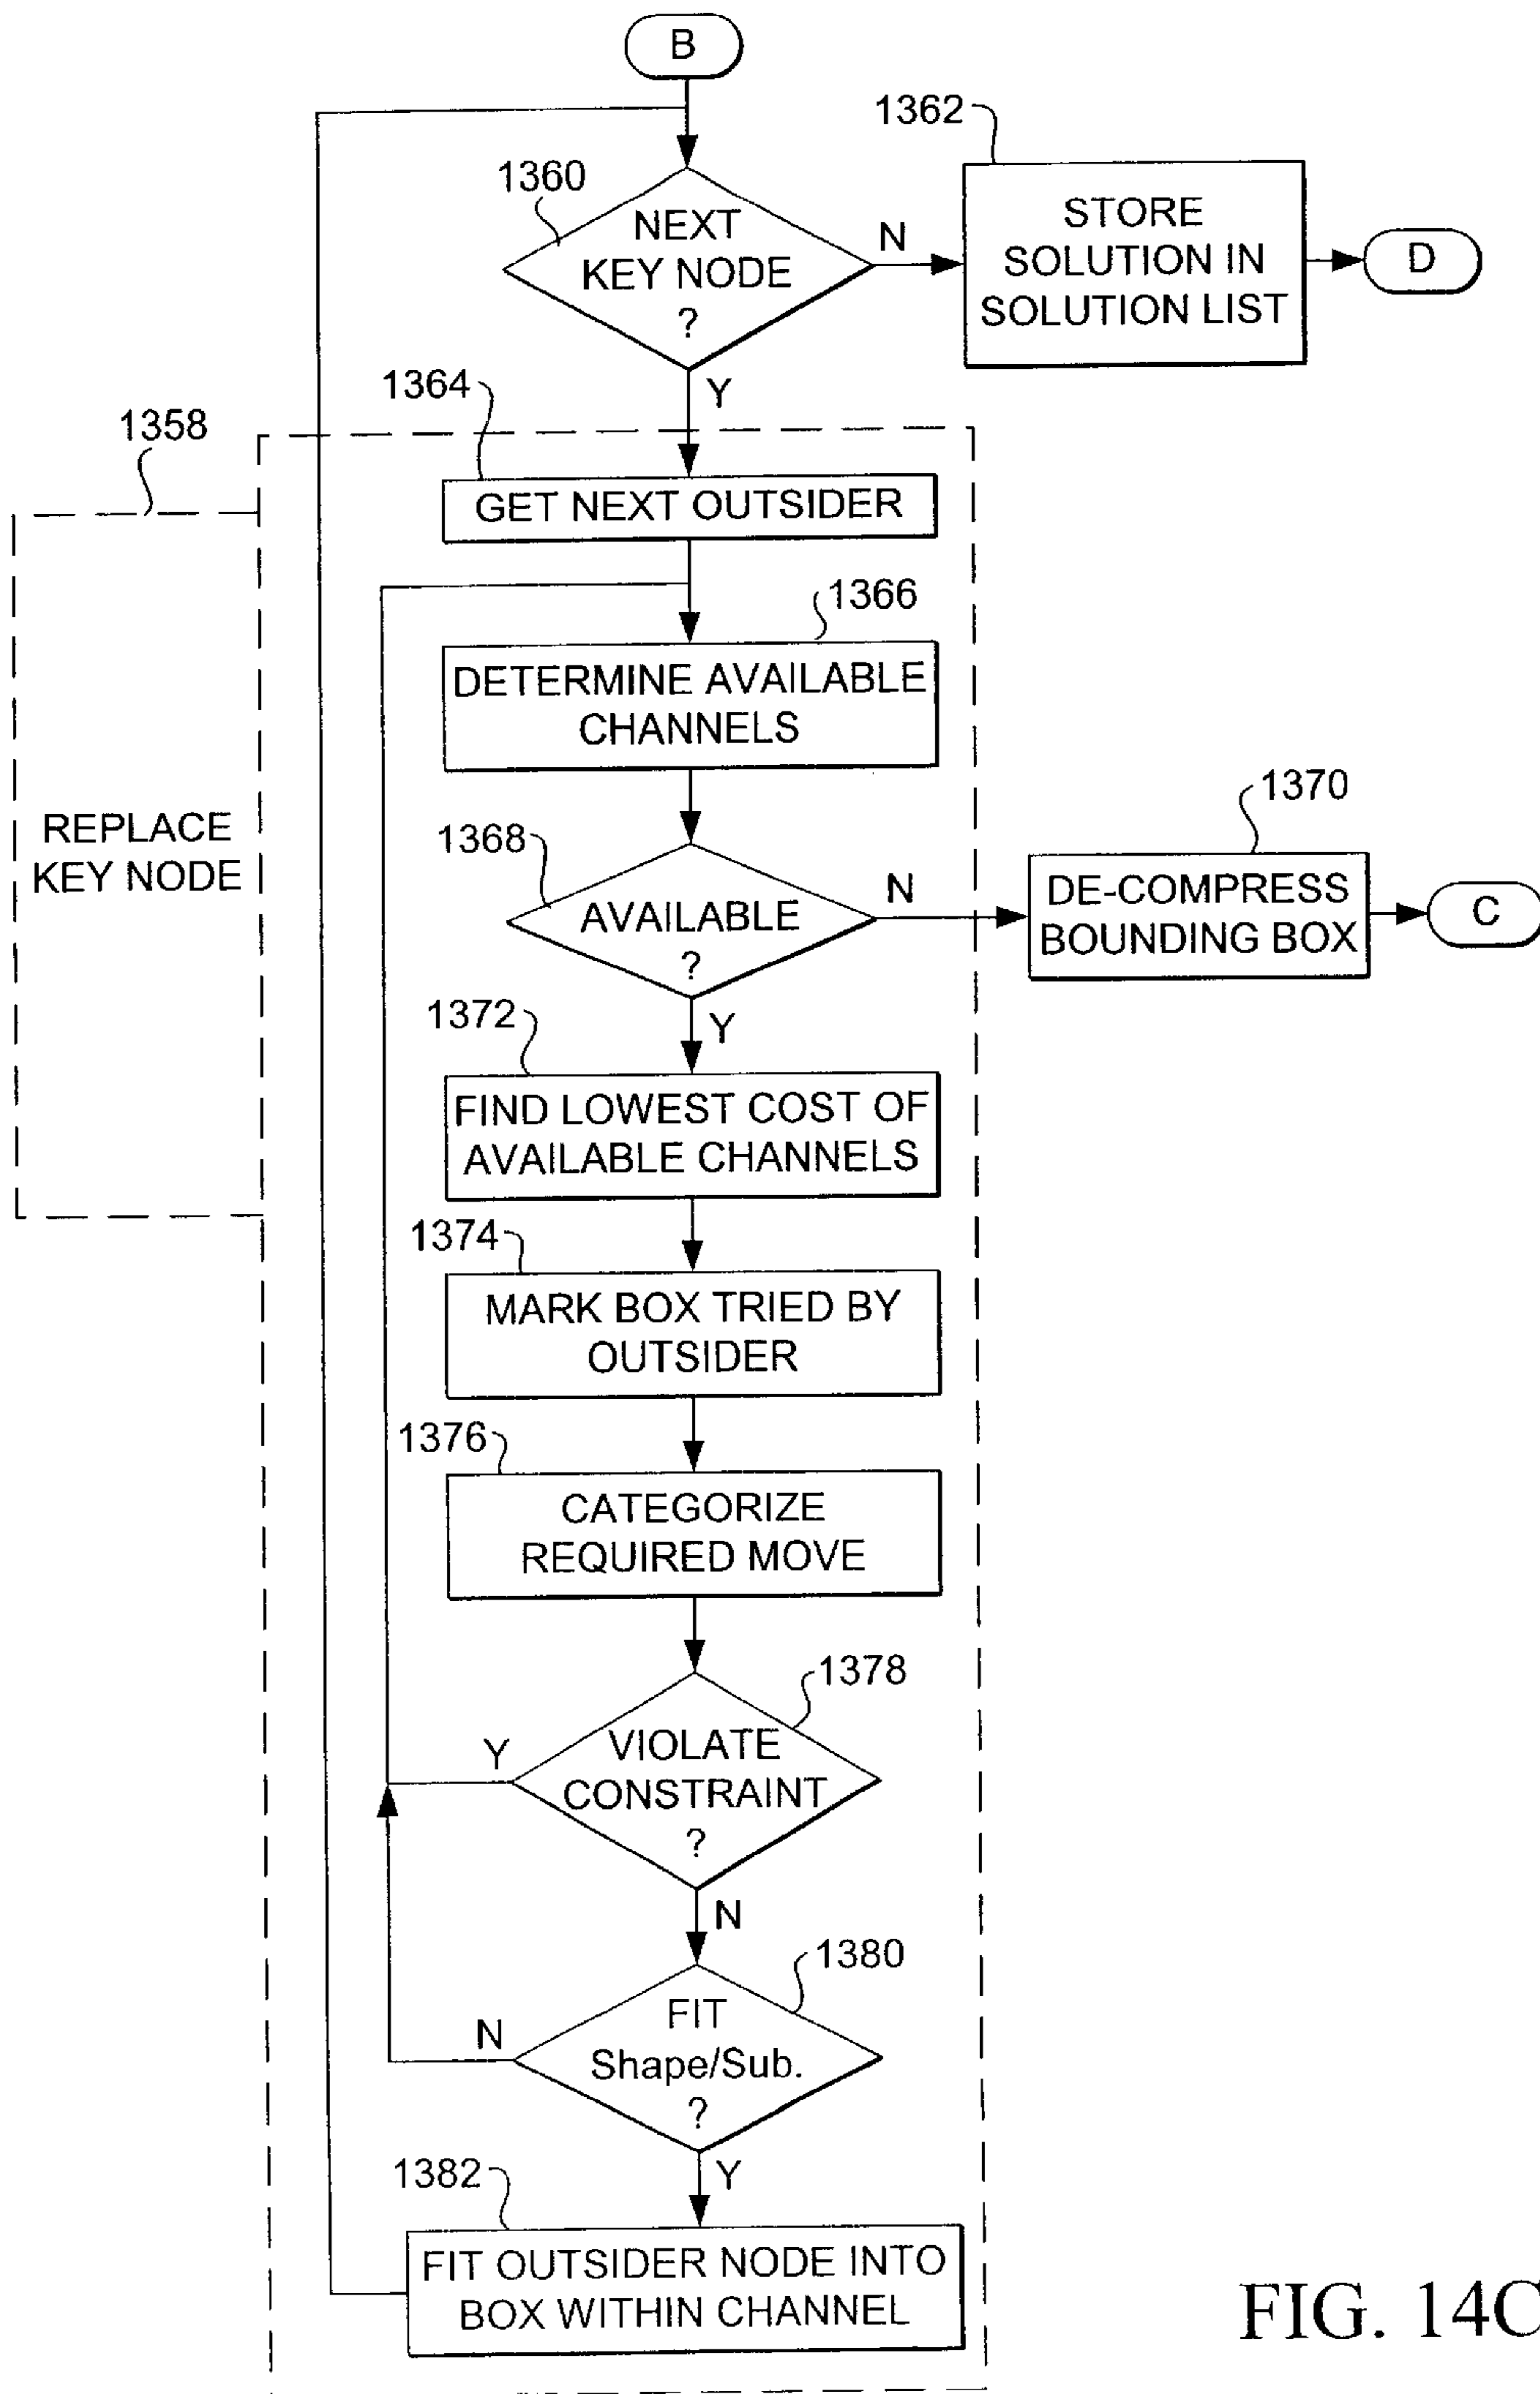 B
1362
1360
NEXT
KEY NODE
?
N
STORE
SOLUTION IN
SOLUTION LIST
D
1364
Y
1358
GET NEXT OUTSIDER
1366
DETERMINE AVAILABLE
CHANNELS
REPLACE
KEY NODE
1368
AVAILABLE
?
N
1370
DE-COMPRESS
BOUNDING BOX
C
1372
Y
FIND LOWEST COST OF
AVAILABLE CHANNELS
1374
MARK BOX TRIED BY
OUTSIDER
1376
CATEGORIZE
REQUIRED MOVE
1378
Y
VIOLATE
CONSTRAINT
?
N
1380
N
FIT
Shape/Sub.
?
1382
Y
FIT OUTSIDER NODE INTO
BOX WITHIN CHANNEL
FIG. 14C